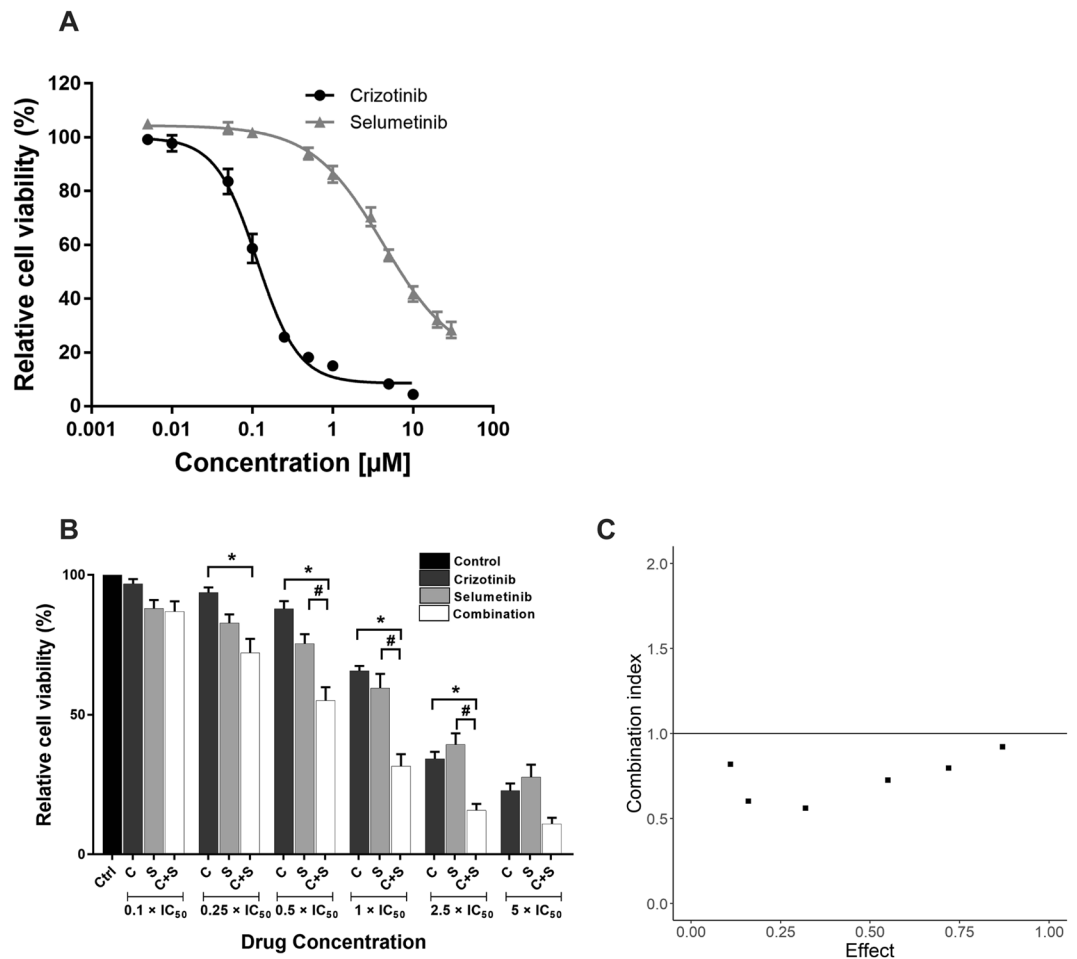 A
120
100
80
60
40
20
0
Relative cell viability (%)
Crizotinib
Selumetinib
0.001 0.01 0.1 1 10 100
Concentration [µM]
B
100
50
0
Relative cell viability (%)
Control
Crizotinib
Selumetinib
Combination
*
* #
* #
* #
Ctrl C S C+S C S C+S C S C+S C S C+S C S C+S C S C+S
0.1 × IC50 0.25 × IC50 0.5 × IC50 1 × IC50 2.5 × IC50 5 × IC50
Drug Concentration
C
2.0
1.5
1.0
0.5
0.0
Combination index
0.00 0.25 0.50 0.75 1.00
Effect